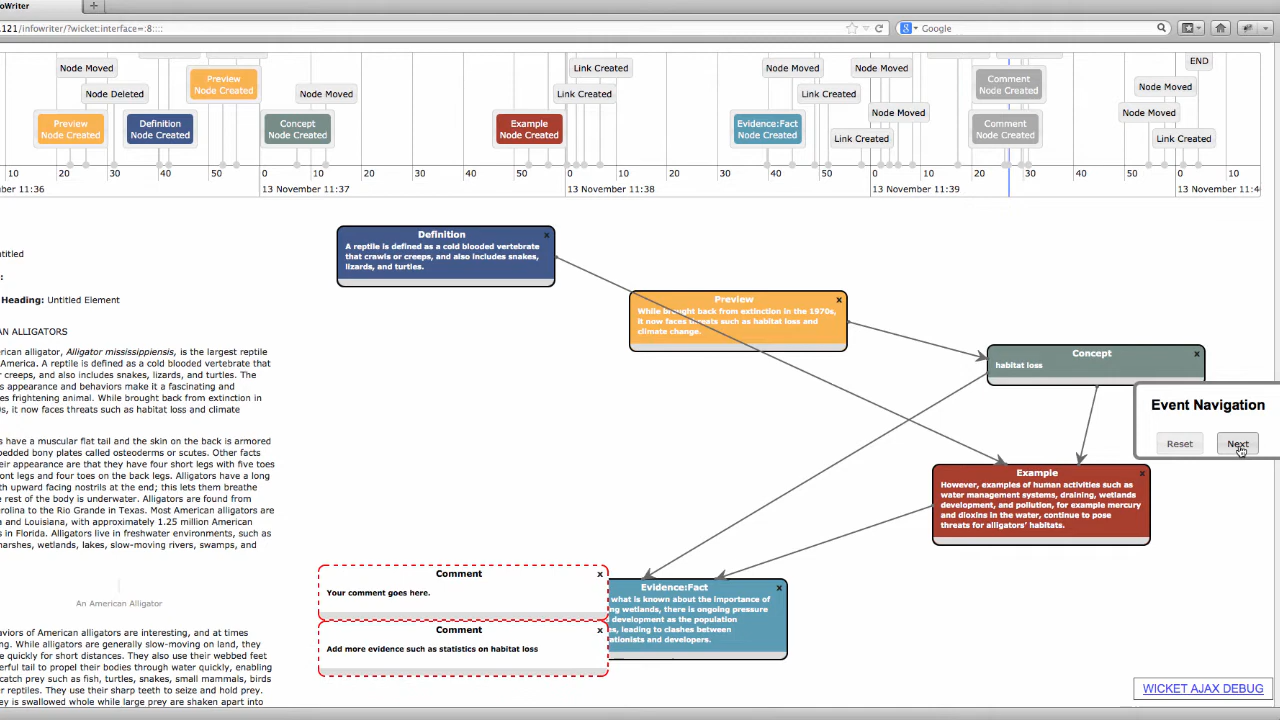 nfoWriter
.121/infowriter/?wicket:interface=:8::::
Google
Node Moved
Link Created
Node Moved
Node Moved
Comment
Node Created
END
Preview
Node Created
Node Deleted
Node Moved
Link Created
Link Created
Node Moved
Node Moved
Node Moved
Preview
Node Created
Definition
Node Created
Concept
Node Created
Example
Node Created
Evidence:Fact
Node Created
Link Created
Comment
Node Created
Link Created
10 20 30 40 50 0 10 20 30 40 50 0 10 20 30 40 50 0 10 20 30 40 50 0 10
ember 11:36 13 November 11:37 13 November 11:38 13 November 11:39 13 November 11:4
Definition
A reptile is defined as a cold blooded vertebrate
that crawls or creeps, and also includes snakes,
lizards, and turtles.
Preview
While brought back from extinction in the 1970s,
it now faces threats such as habitat loss and
climate change.
Concept
habitat loss
Event Navigation
Reset Next
Example
However, examples of human activities such as
water management systems, draining, wetlands
development, and pollution, for example mercury
and dioxins in the water, continue to pose
threats for alligators' habitats.
Comment
Your comment goes here.
Comment
Add more evidence such as statistics on habitat loss
Evidence:Fact
what is known about the importance of
ng wetlands, there is ongoing pressure
d development as the population
es, leading to clashes between
ationists and developers.
ntitled
:
Heading: Untitled Element
AN ALLIGATORS
rican alligator, Alligator mississippiensis, is the largest reptile
America. A reptile is defined as a cold blooded vertebrate that
r creeps, and also includes snakes, lizards, and turtles. The
s appearance and behaviors make it a fascinating and
es frightening animal. While brought back from extinction in
0s, it now faces threats such as habitat loss and climate
s have a muscular flat tail and the skin on the back is armored
bedded bony plates called osteoderms or scutes. Other facts
eir appearance are that they have four short legs with five toes
ont legs and four toes on the back legs. Alligators have a long
th upward facing nostrils at the end; this lets them breathe
e rest of the body is underwater. Alligators are found from
rolina to the Rio Grande in Texas. Most American alligators are
a and Louisiana, with approximately 1.25 million American
s in Florida. Alligators live in freshwater environments, such as
marshes, wetlands, lakes, slow-moving rivers, swamps, and
An American Alligator
aviors of American alligators are interesting, and at times
ng. While alligators are generally slow-moving on land, they
e quickly for short distances. They also use their webbed feet
erful tail to propel their bodies through water quickly, enabling
catch prey such as fish, turtles, snakes, small mammals, birds
r reptiles. They use their sharp teeth to seize and hold prey.
ey is swallowed whole while large prey are shaken apart into
WICKET AJAX DEBUG